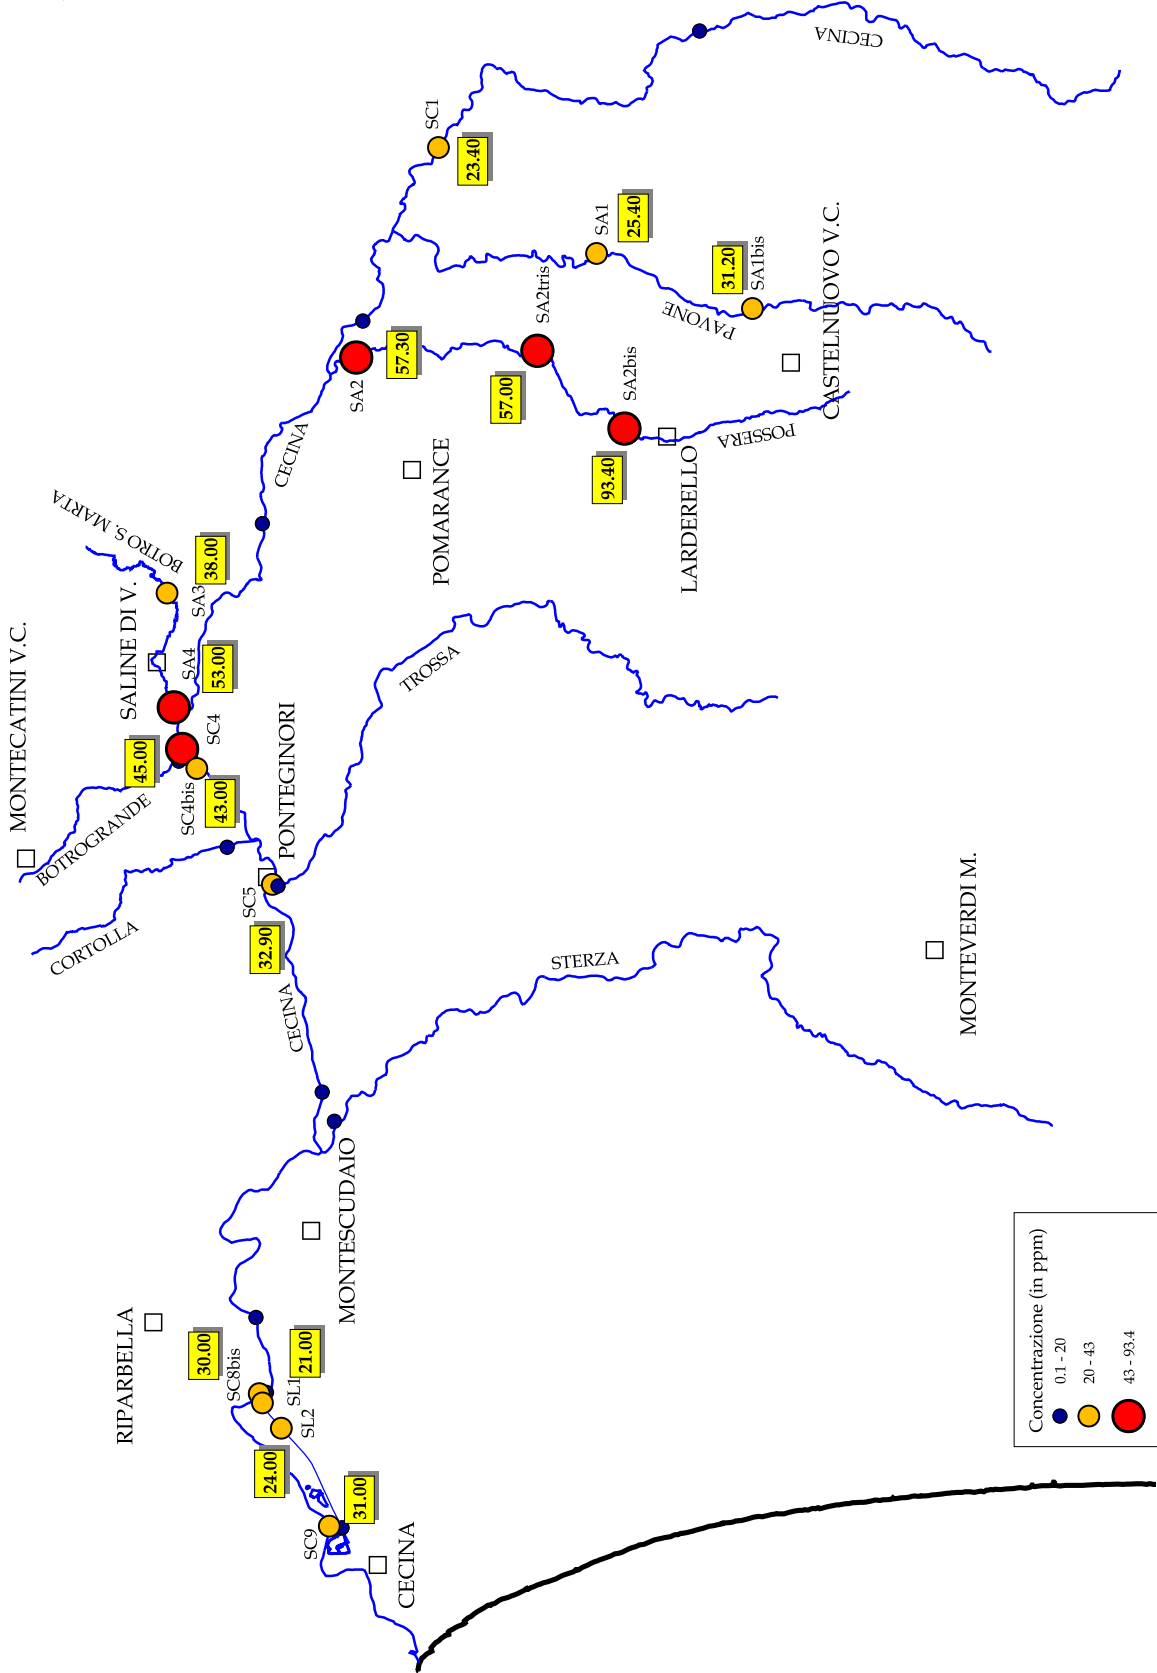 MONTECATINI V.C.
BOTRO S. MARTA
SALINE DI V.
SA3
38.00
SA4
53.00
SC4
45.00
SC4bis
43.00
BOTROGRANDE
CORTOLLA
PONTEGINORI
SC5
32.90
CECINA
CECINA
SA2
57.30
SC1
23.40
CECINA
SA1
25.40
31.20
SA1bis
PAVONE
CASTELNUOVO V.C.
SA2tris
57.00
SA2bis
93.40
POSSERA
LARDERELLO
POMARANCE
TROSSA
STERZA
MONTEVERDI M.
MONTESCUDAIO
RIPARBELLA
30.00
SC8bis
SL1
21.00
SL2
24.00
SC9
31.00
CECINA
Concentrazione (in ppm)
0.1 - 20
20 - 43
43 - 93.4